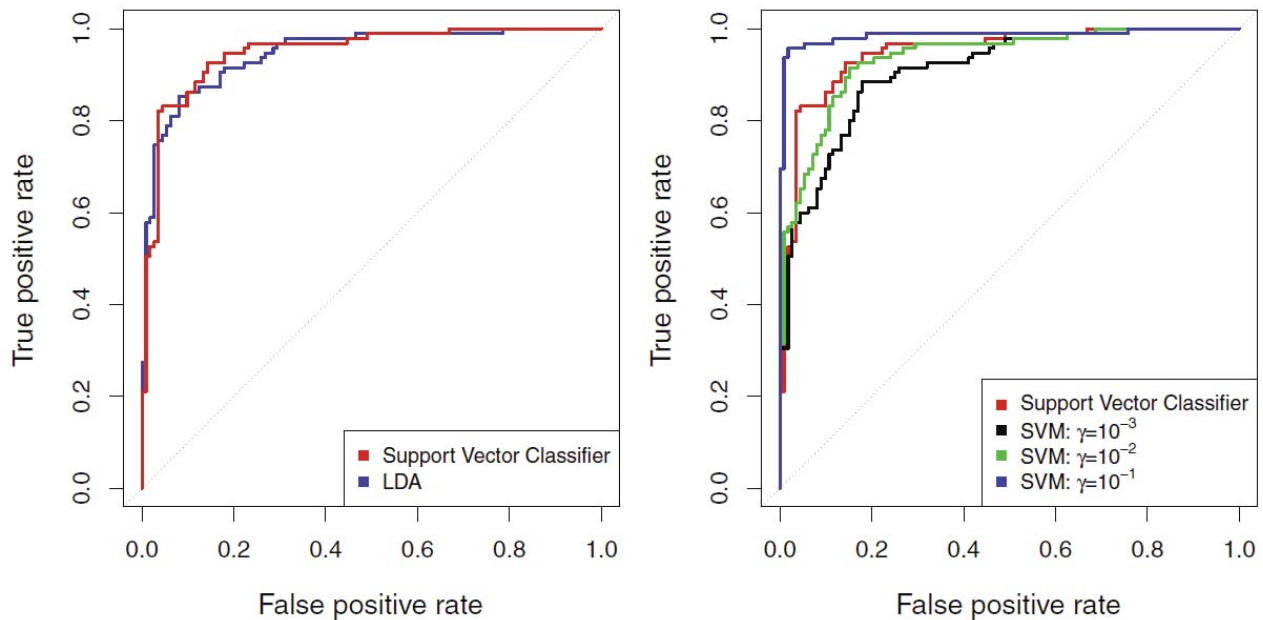 1.0
0.8
0.6
0.4
0.2
0.0
True positive rate
0.0 0.2 0.4 0.6 0.8 1.0
False positive rate
Support Vector Classifier
LDA
1.0
0.8
0.6
0.4
0.2
0.0
True positive rate
0.0 0.2 0.4 0.6 0.8 1.0
False positive rate
Support Vector Classifier
SVM: γ=10⁻³
SVM: γ=10⁻²
SVM: γ=10⁻¹